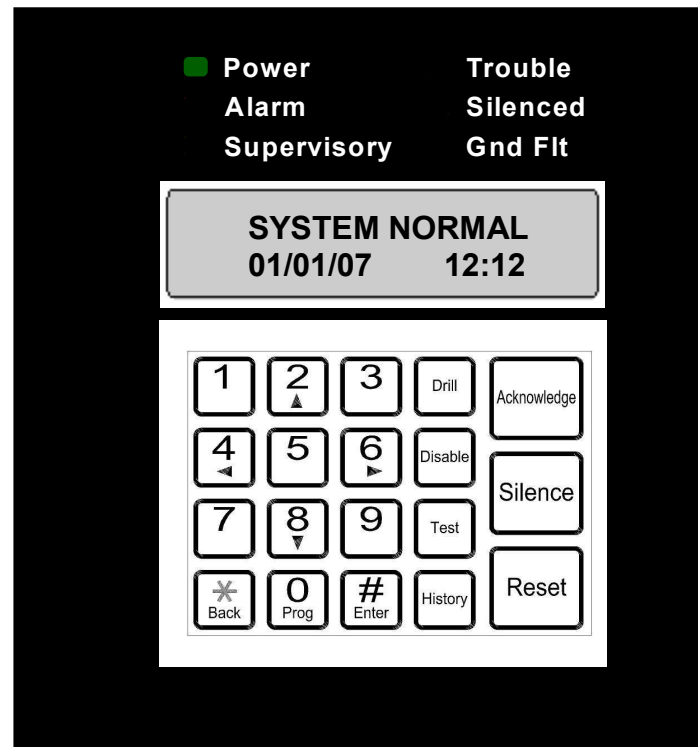 Power Trouble
Alarm Silenced
Supervisory Gnd Flt
SYSTEM NORMAL
01/01/07 12:12
1 2 3 Drill Acknowledge
4 5 6 Disable
Silence
7 8 9 Test
* 0 # History Reset
Back Prog Enter